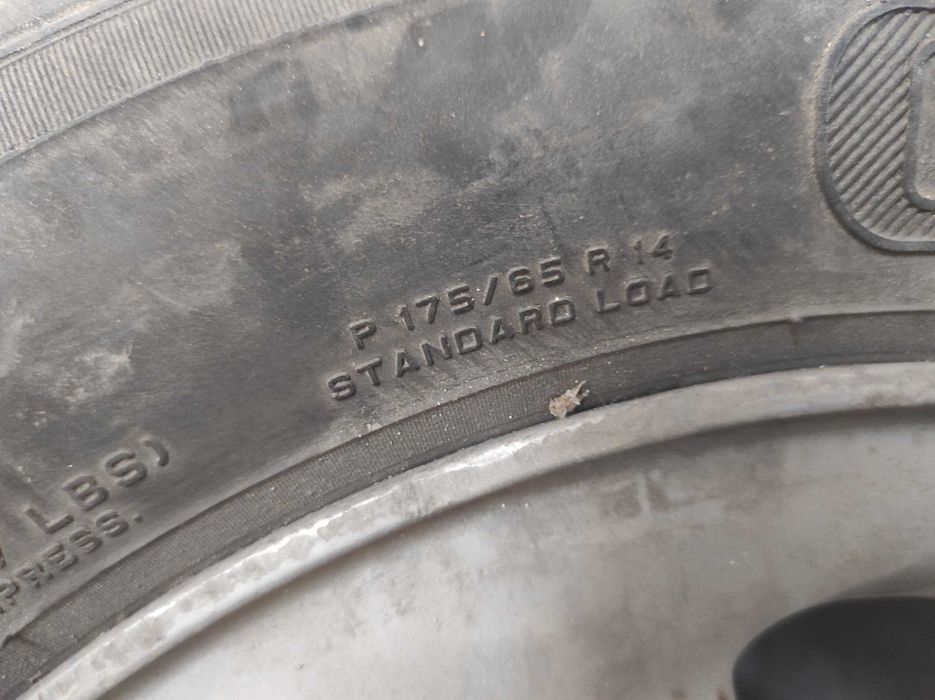 P 175/65 R 14
STANDARD LOAD
LBS)
PRESS.